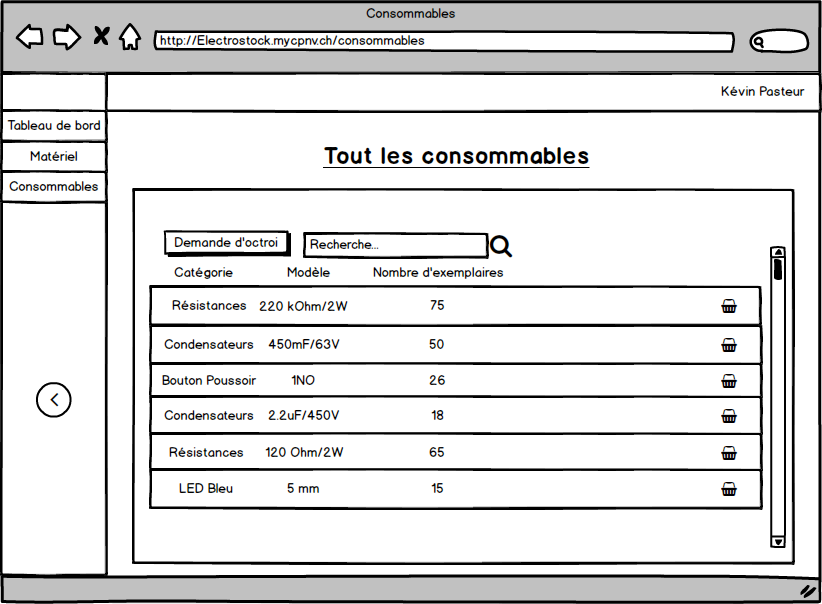 Consommables
http://Electrostock.mycpnv.ch/consommables
Kévin Pasteur
Tableau de bord
Matériel
Consommables
Tout les consommables
Demande d'octroi Recherche...
Catégorie Modèle Nombre d'exemplaires
Résistances 220 kOhm/2W 75
Condensateurs 450mF/63V 50
Bouton Poussoir 1NO 26
Condensateurs 2.2uF/450V 18
Résistances 120 Ohm/2W 65
LED Bleu 5 mm 15